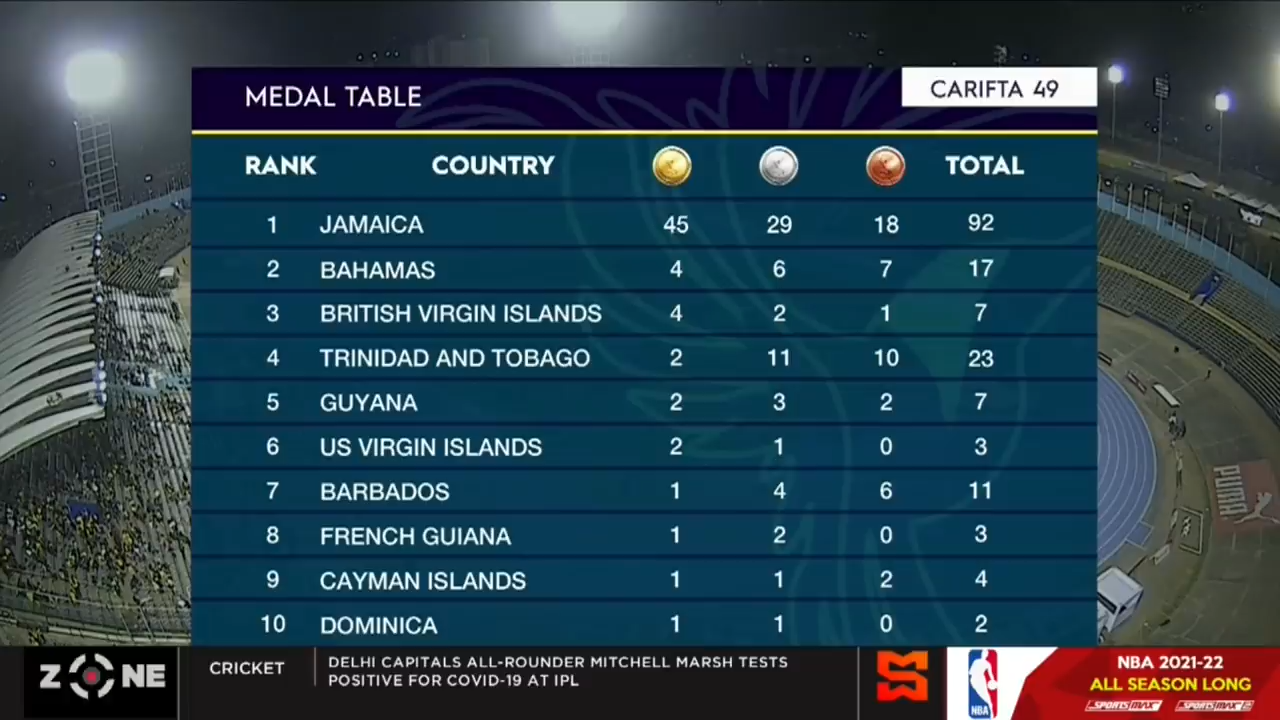 MEDAL TABLE
CARIFTA 49
RANK COUNTRY TOTAL
1 JAMAICA 45 29 18 92
2 BAHAMAS 4 6 7 17
3 BRITISH VIRGIN ISLANDS 4 2 1 7
4 TRINIDAD AND TOBAGO 2 11 10 23
5 GUYANA 2 3 2 7
6 US VIRGIN ISLANDS 2 1 0 3
7 BARBADOS 1 4 6 11
8 FRENCH GUIANA 1 2 0 3
9 CAYMAN ISLANDS 1 1 2 4
10 DOMINICA 1 1 0 2
PUMA
ZONE
CRICKET
DELHI CAPITALS ALL-ROUNDER MITCHELL MARSH TESTS
POSITIVE FOR COVID-19 AT IPL
NBA
NBA 2021-22
ALL SEASON LONG
SPORTSMAX SPORTSMAX 2